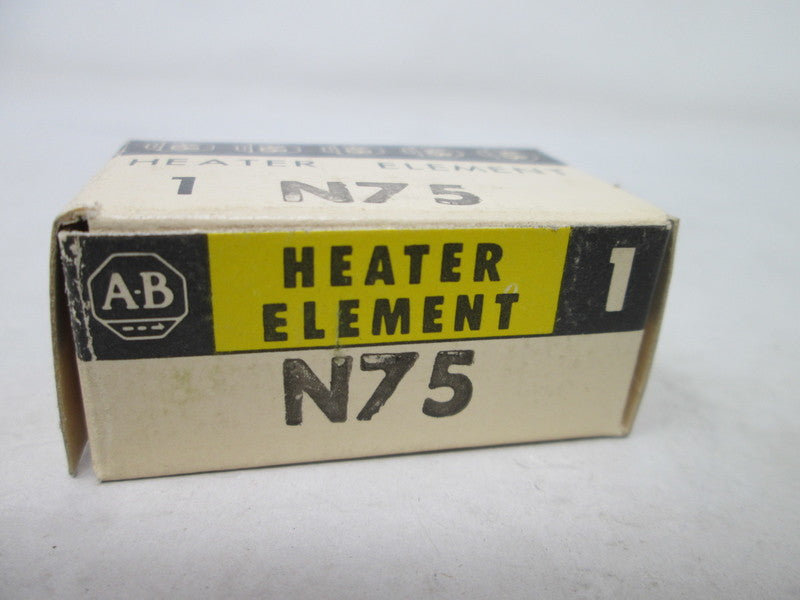 HEATER ELEMENT
1 N75
A-B
HEATER
ELEMENT
1
N75